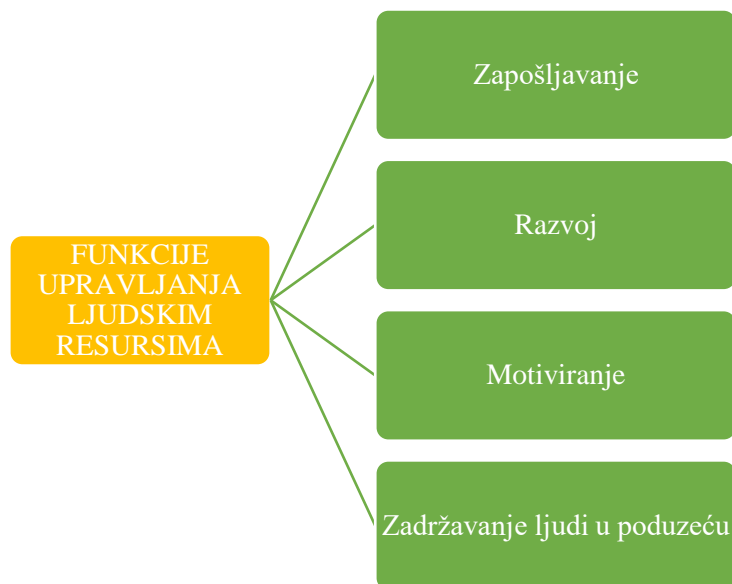 FUNKCIJE
UPRAVLJANJA
LJUDSKIM
RESURSIMA
Zapošljavanje
Razvoj
Motiviranje
Zadržavanje ljudi u poduzeću